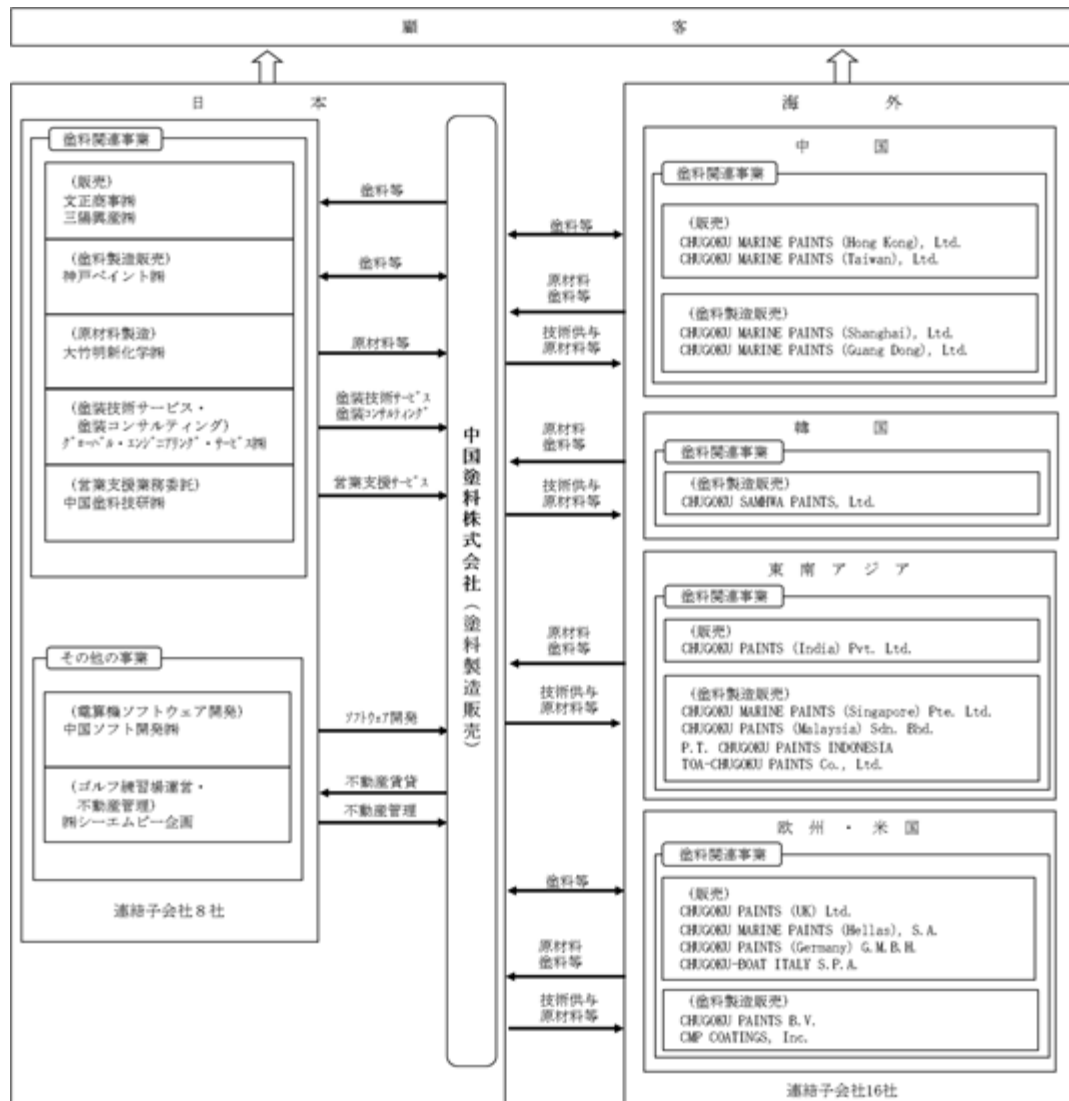 顧客
日本
塗料関連事業
(販売)
文正商事㈱
三陽興産㈱
(塗料製造販売)
神戸ペイント㈱
(原材料製造)
大竹明新化学㈱
(塗装技術サービス・
塗装コンサルティング)
ｸﾞﾛｰﾊﾞﾙ・ｴﾝｼﾞﾆｱﾘﾝｸﾞ・ｻｰﾋﾞｽ㈱
(営業支援業務委託)
中国塗料技研㈱
その他の事業
(電算機ソフトウェア開発)
中国ソフト開発㈱
(ゴルフ練習場運営・
不動産管理)
㈱シーエムピー企画
連結子会社８社
塗料等
塗料等
原材料等
塗装技術ｻｰﾋﾞｽ
塗装ｺﾝｻﾙﾃｨﾝｸﾞ
営業支援ｻｰﾋﾞｽ
ｿﾌﾄｳｪｱ開発
不動産賃貸
不動産管理
中国塗料株式会社(塗料製造販売)
塗料等
原材料
塗料等
技術供与
原材料等
原材料
塗料等
技術供与
原材料等
原材料
塗料等
技術供与
原材料等
塗料等
原材料
塗料等
技術供与
原材料等
海外
中国
塗料関連事業
(販売)
CHUGOKU MARINE PAINTS (Hong Kong), Ltd.
CHUGOKU MARINE PAINTS (Taiwan), Ltd.
(塗料製造販売)
CHUGOKU MARINE PAINTS (Shanghai), Ltd.
CHUGOKU MARINE PAINTS (Guang Dong), Ltd.
韓国
塗料関連事業
(塗料製造販売)
CHUGOKU SAMHWA PAINTS, Ltd.
東南アジア
塗料関連事業
(販売)
CHUGOKU PAINTS (India) Pvt. Ltd.
(塗料製造販売)
CHUGOKU MARINE PAINTS (Singapore) Pte. Ltd.
CHUGOKU PAINTS (Malaysia) Sdn. Bhd.
P.T. CHUGOKU PAINTS INDONESIA
TOA-CHUGOKU PAINTS Co., Ltd.
欧州・米国
塗料関連事業
(販売)
CHUGOKU PAINTS (UK) Ltd.
CHUGOKU MARINE PAINTS (Hellas), S.A.
CHUGOKU PAINTS (Germany) G.M.B.H.
CHUGOKU-BOAT ITALY S.P.A.
(塗料製造販売)
CHUGOKU PAINTS B.V.
CMP COATINGS, Inc.
連結子会社16社